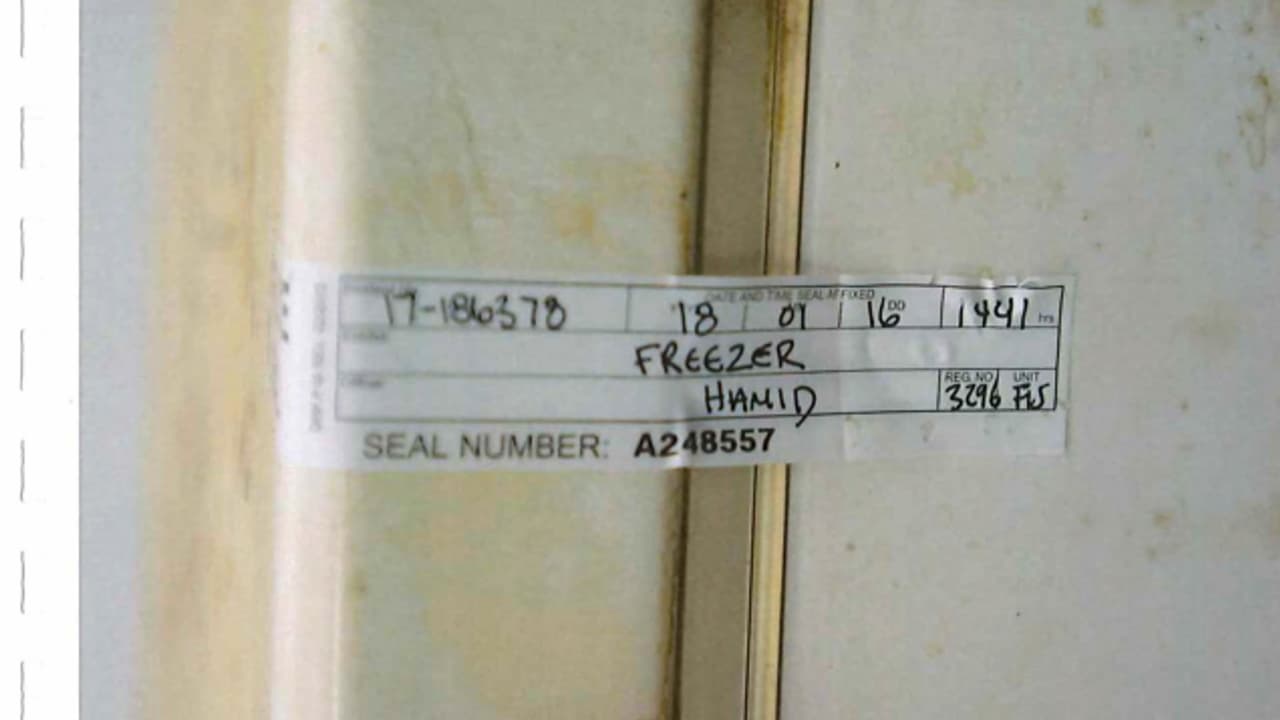 DATE AND TIME SEAL AFFIXED
17-186378 18 01 16 DD 1441 hrs
FREEZER
HAMID REG. NO 3296 UNIT FIS
SEAL NUMBER: A248557